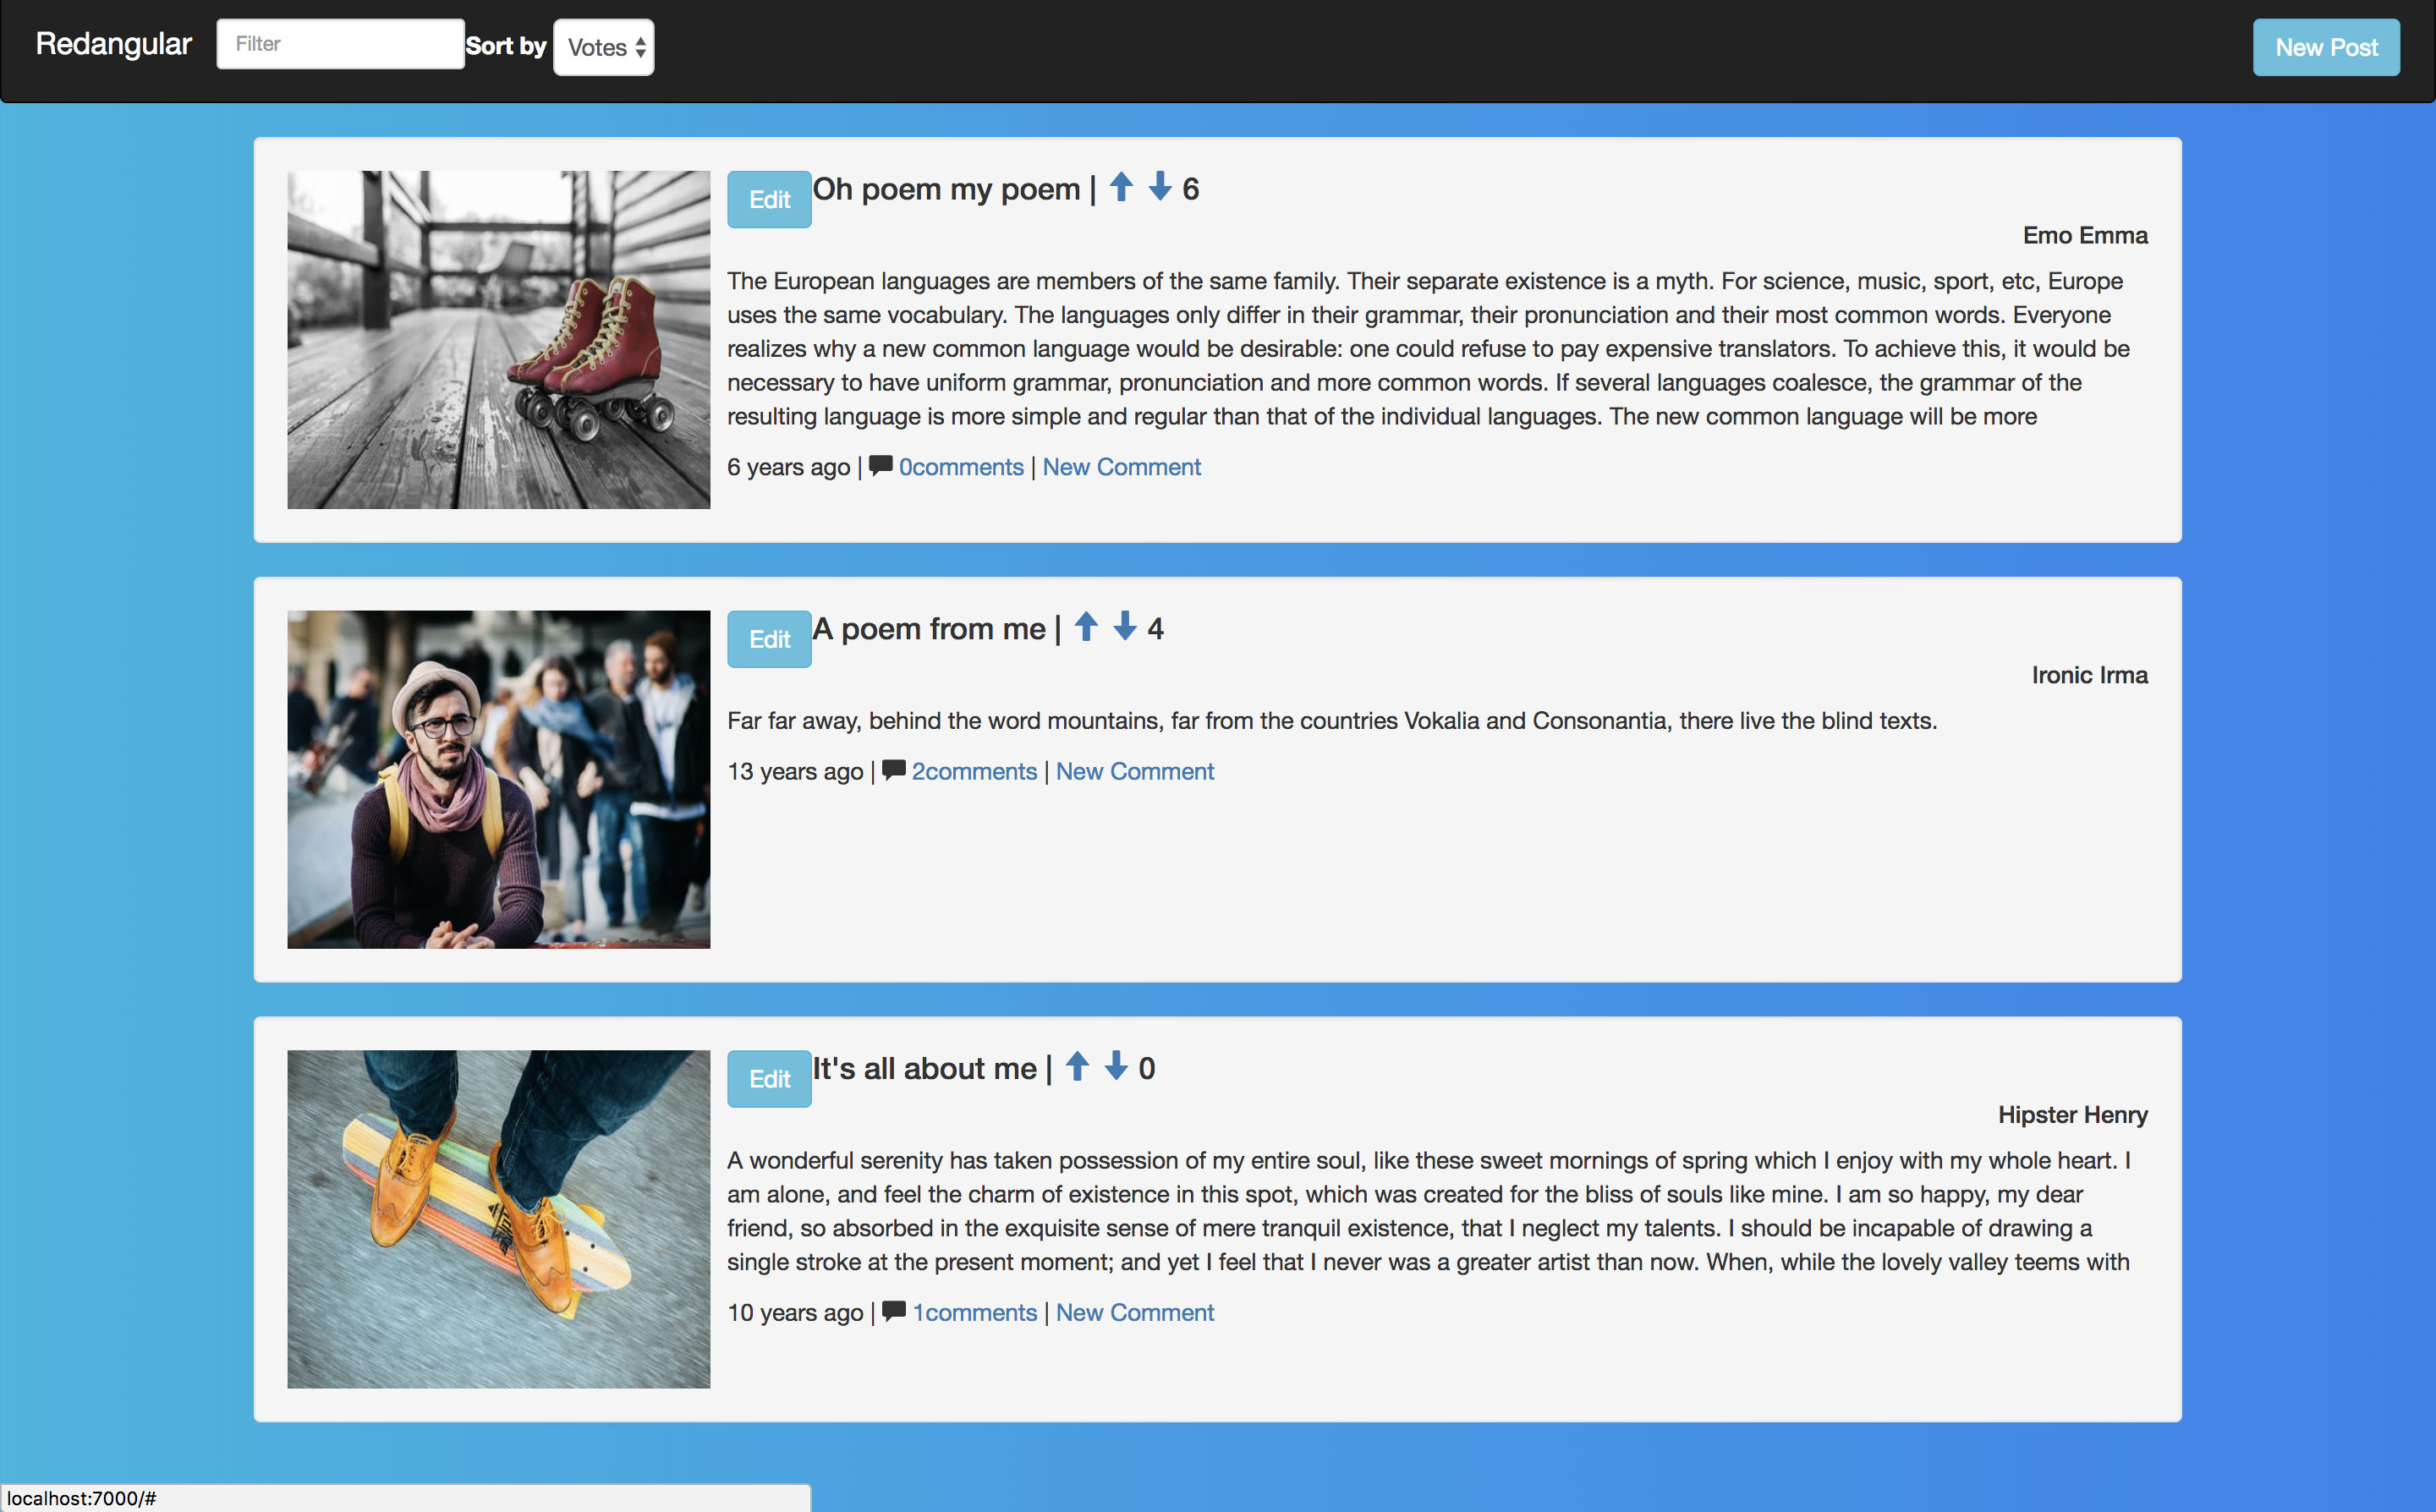 Redangular Filter Sort by Votes New Post
Edit Oh poem my poem | 6
Emo Emma
The European languages are members of the same family. Their separate existence is a myth. For science, music, sport, etc, Europe
uses the same vocabulary. The languages only differ in their grammar, their pronunciation and their most common words. Everyone
realizes why a new common language would be desirable: one could refuse to pay expensive translators. To achieve this, it would be
necessary to have uniform grammar, pronunciation and more common words. If several languages coalesce, the grammar of the
resulting language is more simple and regular than that of the individual languages. The new common language will be more
6 years ago | 0comments | New Comment
Edit A poem from me | 4
Ironic Irma
Far far away, behind the word mountains, far from the countries Vokalia and Consonantia, there live the blind texts.
13 years ago | 2comments | New Comment
Edit It's all about me | 0
Hipster Henry
A wonderful serenity has taken possession of my entire soul, like these sweet mornings of spring which I enjoy with my whole heart. I
am alone, and feel the charm of existence in this spot, which was created for the bliss of souls like mine. I am so happy, my dear
friend, so absorbed in the exquisite sense of mere tranquil existence, that I neglect my talents. I should be incapable of drawing a
single stroke at the present moment; and yet I feel that I never was a greater artist than now. When, while the lovely valley teems with
10 years ago | 1comments | New Comment
localhost:7000/#